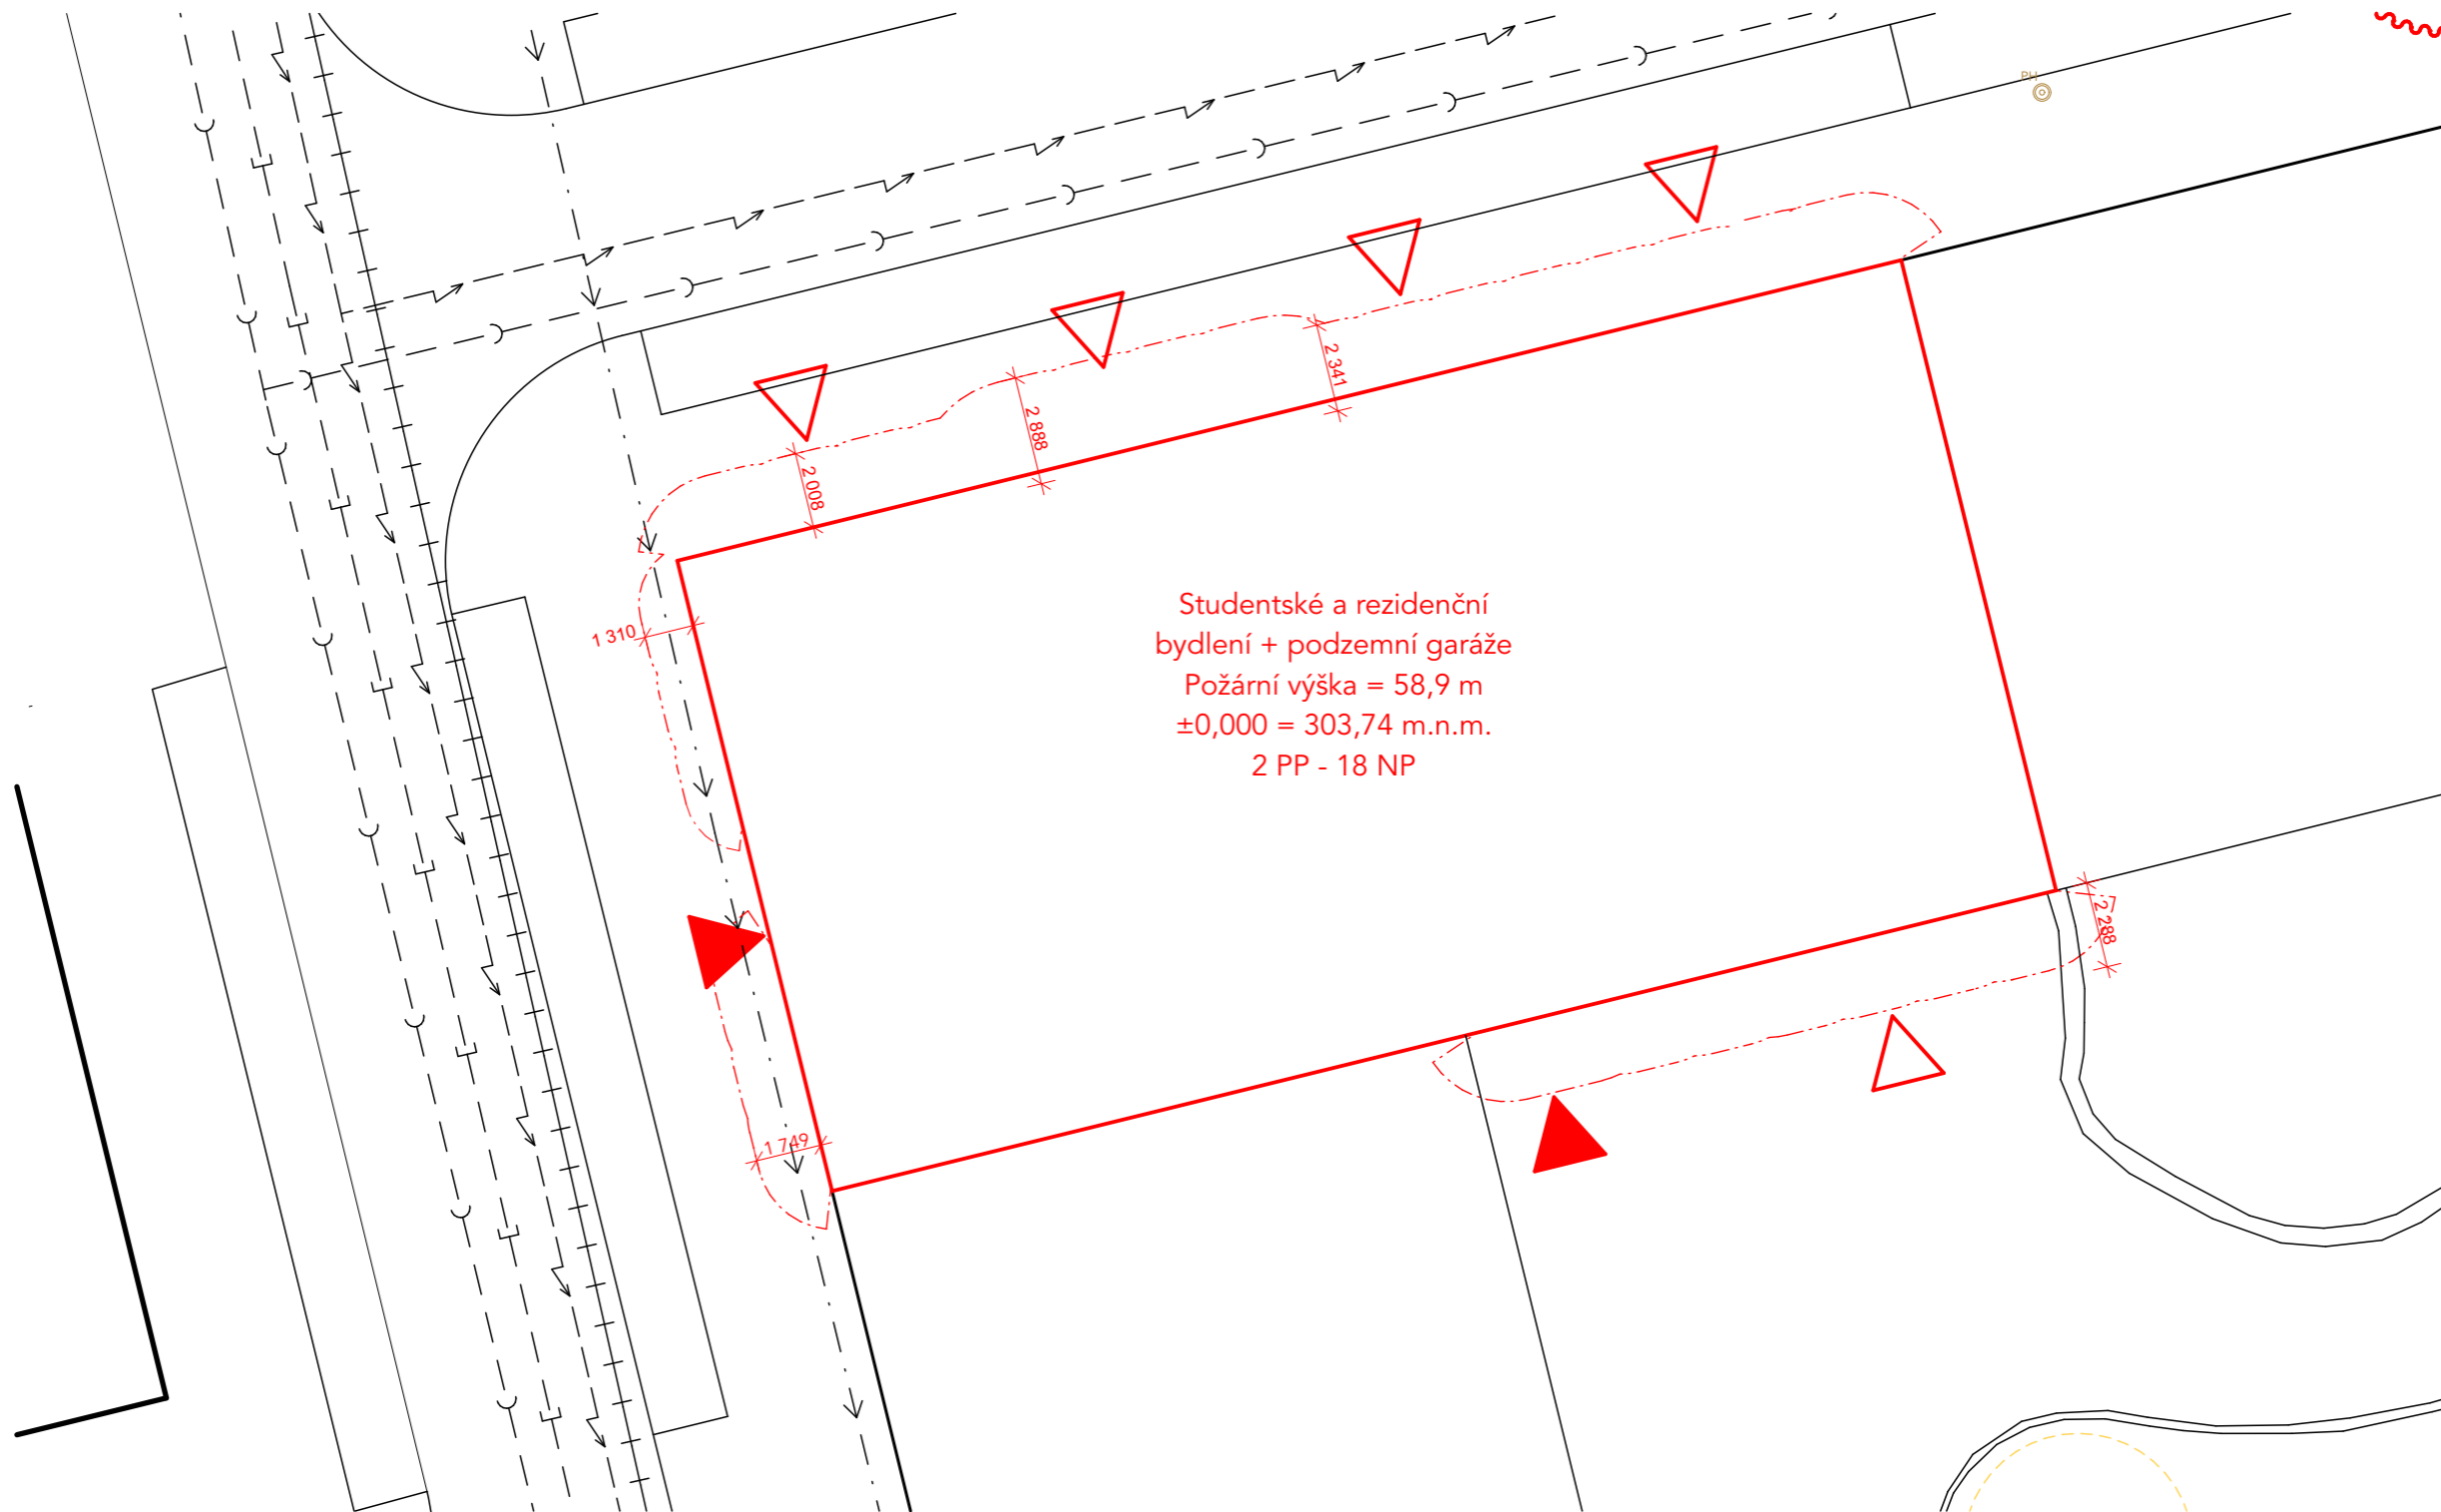 PH
2 341
2 888
2 008
1 310
Studentské a rezidenční
bydlení + podzemní garáže
Požární výška = 58,9 m
±0,000 = 303,74 m.n.m.
2 PP - 18 NP
2 288
1 749